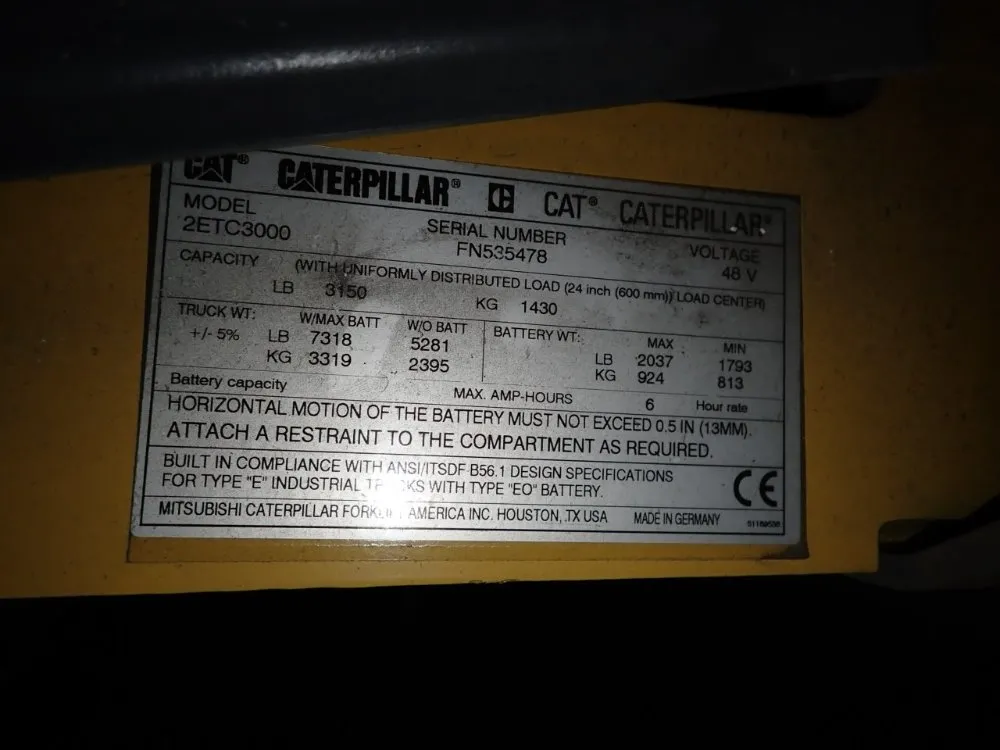 CAT® CATERPILLAR® C CAT® CATERPILLAR®
MODEL SERIAL NUMBER VOLTAGE
2ETC3000 FN535478 48 V
CAPACITY (WITH UNIFORMLY DISTRIBUTED LOAD (24 inch (600 mm)) LOAD CENTER)
LB 3150 KG 1430
TRUCK WT: W/MAX BATT W/O BATT BATTERY WT: MAX MIN
+/- 5% LB 7318 5281 LB 2037 1793
KG 3319 2395 KG 924 813
Battery capacity MAX. AMP-HOURS 6 Hour rate
HORIZONTAL MOTION OF THE BATTERY MUST NOT EXCEED 0.5 IN (13MM).
ATTACH A RESTRAINT TO THE COMPARTMENT AS REQUIRED.
BUILT IN COMPLIANCE WITH ANSI/ITSDF B56.1 DESIGN SPECIFICATIONS
FOR TYPE "E" INDUSTRIAL TRUCKS WITH TYPE "EO" BATTERY.
CE
MITSUBISHI CATERPILLAR FORKLIFT AMERICA INC. HOUSTON, TX USA MADE IN GERMANY